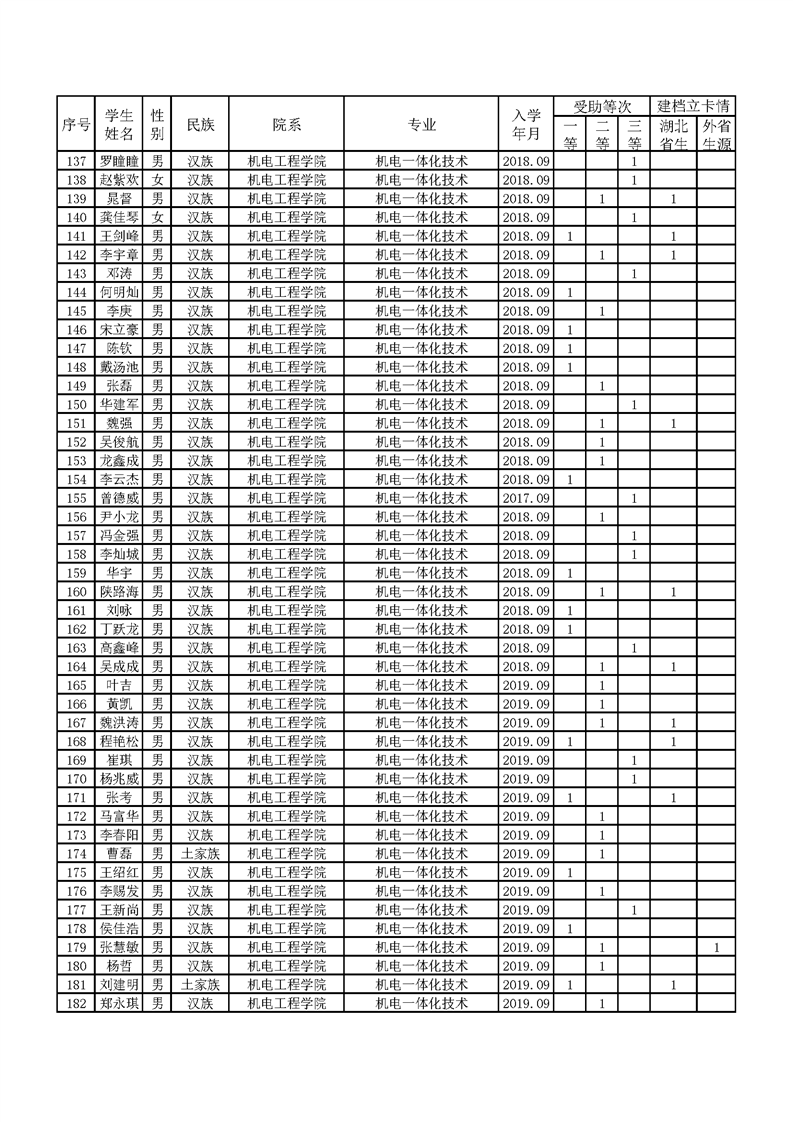 序号 学生姓名 性别 民族 院系 专业 入学年月 受助等次 建档立卡情
一等 二等 三等 湖北省生 外省生源
137 罗瞳瞳 男 汉族 机电工程学院 机电一体化技术 2018.09 1
138 赵紫欢 女 汉族 机电工程学院 机电一体化技术 2018.09 1
139 晁督 男 汉族 机电工程学院 机电一体化技术 2018.09 1 1
140 龚佳琴 女 汉族 机电工程学院 机电一体化技术 2018.09 1
141 王剑峰 男 汉族 机电工程学院 机电一体化技术 2018.09 1 1
142 李宇章 男 汉族 机电工程学院 机电一体化技术 2018.09 1 1
143 邓涛 男 汉族 机电工程学院 机电一体化技术 2018.09 1
144 何明灿 男 汉族 机电工程学院 机电一体化技术 2018.09 1
145 李庚 男 汉族 机电工程学院 机电一体化技术 2018.09 1
146 宋立豪 男 汉族 机电工程学院 机电一体化技术 2018.09 1
147 陈钦 男 汉族 机电工程学院 机电一体化技术 2018.09 1
148 戴汤池 男 汉族 机电工程学院 机电一体化技术 2018.09 1
149 张磊 男 汉族 机电工程学院 机电一体化技术 2018.09 1
150 华建军 男 汉族 机电工程学院 机电一体化技术 2018.09 1
151 魏强 男 汉族 机电工程学院 机电一体化技术 2018.09 1 1
152 吴俊航 男 汉族 机电工程学院 机电一体化技术 2018.09 1
153 龙鑫成 男 汉族 机电工程学院 机电一体化技术 2018.09 1
154 李云杰 男 汉族 机电工程学院 机电一体化技术 2018.09 1
155 曾德威 男 汉族 机电工程学院 机电一体化技术 2017.09 1
156 尹小龙 男 汉族 机电工程学院 机电一体化技术 2018.09 1
157 冯金强 男 汉族 机电工程学院 机电一体化技术 2018.09 1
158 李灿城 男 汉族 机电工程学院 机电一体化技术 2018.09 1
159 华宇 男 汉族 机电工程学院 机电一体化技术 2018.09 1
160 陕路海 男 汉族 机电工程学院 机电一体化技术 2018.09 1 1
161 刘咏 男 汉族 机电工程学院 机电一体化技术 2018.09 1
162 丁跃龙 男 汉族 机电工程学院 机电一体化技术 2018.09 1
163 高鑫峰 男 汉族 机电工程学院 机电一体化技术 2018.09 1
164 吴成成 男 汉族 机电工程学院 机电一体化技术 2018.09 1 1
165 叶吉 男 汉族 机电工程学院 机电一体化技术 2019.09 1
166 黄凯 男 汉族 机电工程学院 机电一体化技术 2019.09 1
167 魏洪涛 男 汉族 机电工程学院 机电一体化技术 2019.09 1 1
168 程艳松 男 汉族 机电工程学院 机电一体化技术 2019.09 1 1
169 崔琪 男 汉族 机电工程学院 机电一体化技术 2019.09 1
170 杨兆威 男 汉族 机电工程学院 机电一体化技术 2019.09 1
171 张考 男 汉族 机电工程学院 机电一体化技术 2019.09 1 1
172 马富华 男 汉族 机电工程学院 机电一体化技术 2019.09 1
173 李春阳 男 汉族 机电工程学院 机电一体化技术 2019.09 1
174 曹磊 男 土家族 机电工程学院 机电一体化技术 2019.09 1
175 王绍红 男 汉族 机电工程学院 机电一体化技术 2019.09 1
176 李赐发 男 汉族 机电工程学院 机电一体化技术 2019.09 1
177 王新尚 男 汉族 机电工程学院 机电一体化技术 2019.09 1
178 侯佳浩 男 汉族 机电工程学院 机电一体化技术 2019.09 1
179 张慧敏 男 汉族 机电工程学院 机电一体化技术 2019.09 1 1
180 杨哲 男 汉族 机电工程学院 机电一体化技术 2019.09 1
181 刘建明 男 土家族 机电工程学院 机电一体化技术 2019.09 1 1
182 郑永琪 男 汉族 机电工程学院 机电一体化技术 2019.09 1